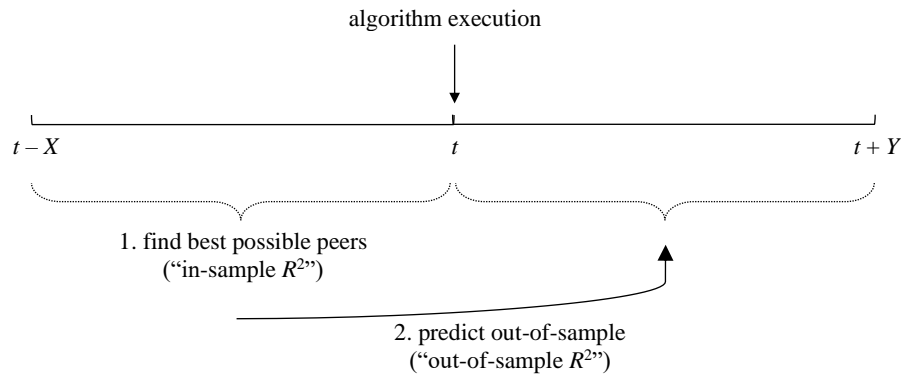 algorithm execution
t – X
t
t + Y
1. find best possible peers
(“in-sample R²”)
2. predict out-of-sample
(“out-of-sample R²”)